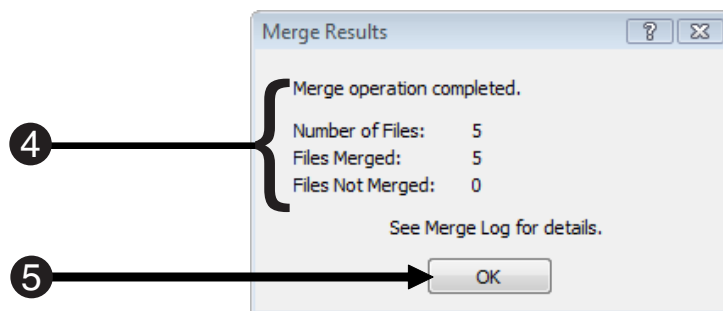 Merge Results
Merge operation completed.
4
Number of Files: 5
Files Merged: 5
Files Not Merged: 0
See Merge Log for details.
5
OK